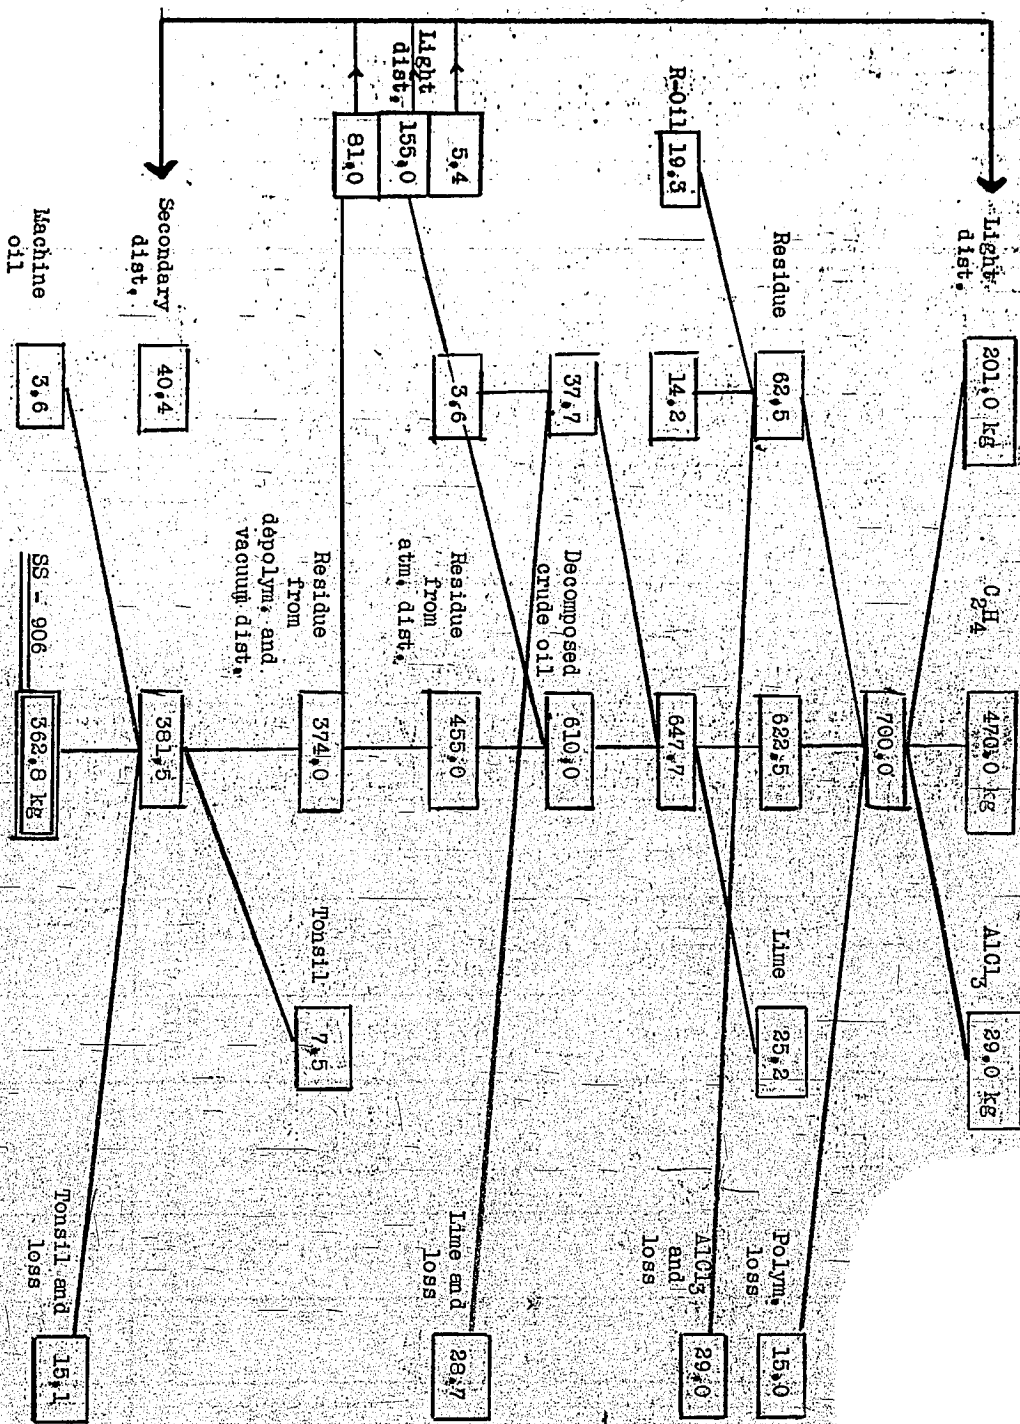 Light dist.
201,0 kg
C2H4
470,0 kg
AlCl3
29,0 kg
700,0
Residue
62,5
622,5
Lime
25,2
Polym. loss
15,0
R-Oil
19,3
14,2
647,7
AlCl3 and loss
29,0
37,7
Decomposed crude oil
610,0
Light dist.
5,4
155,0
81,0
3,6
Residue from atm. dist.
455,0
Lime and loss
28,7
Residue from depolym. and vacuum dist.
374,0
Tonsil
7,5
Secondary dist.
40,4
381,5
Machine oil
3,6
SS - 906
362,8 kg
Tonsil and loss
15,1